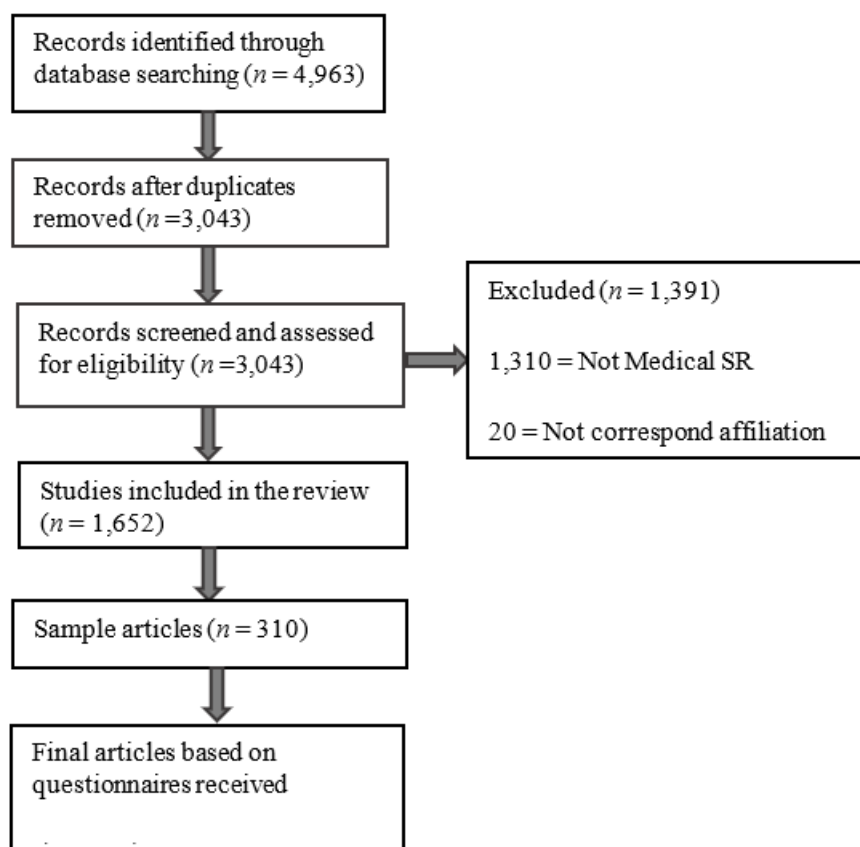 Records identified through
database searching (n = 4,963)
Records after duplicates
removed (n =3,043)
Records screened and assessed
for eligibility (n =3,043)
Excluded (n = 1,391)
1,310 = Not Medical SR
20 = Not correspond affiliation
Studies included in the review
(n = 1,652)
Sample articles (n = 310)
Final articles based on
questionnaires received